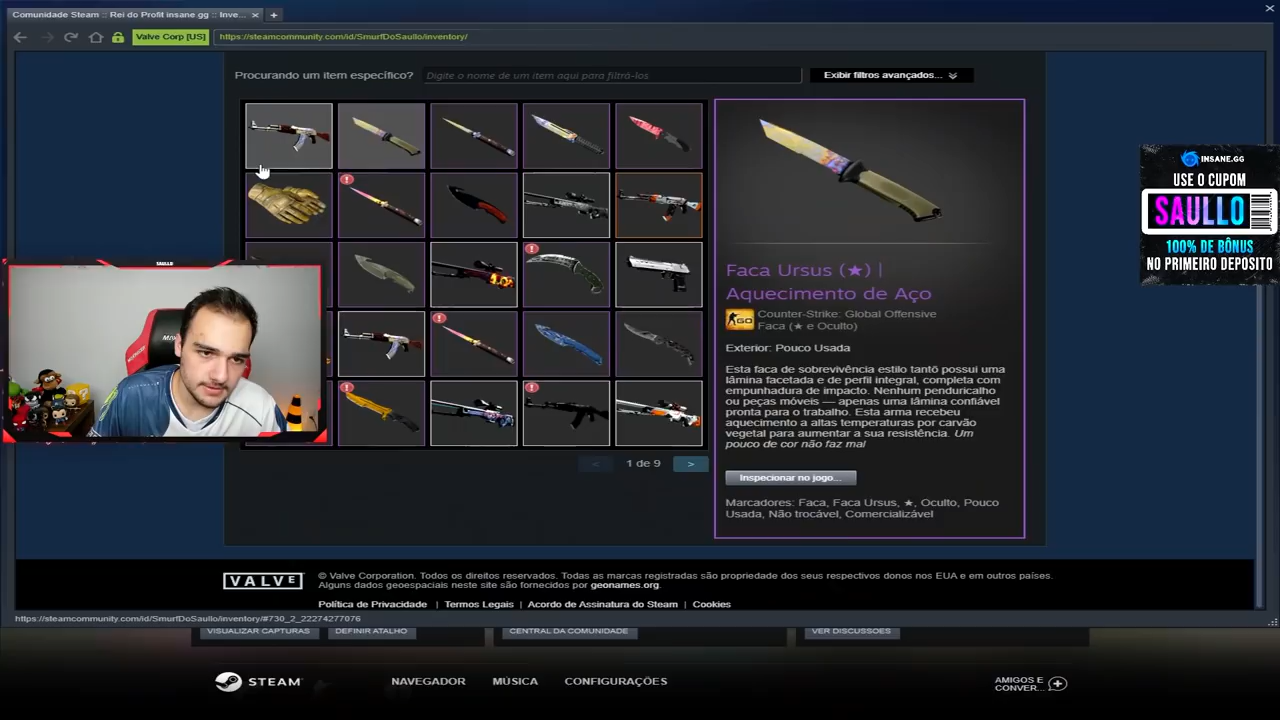 Comunidade Steam :: Rei do Profit insane.gg :: Inve...
Valve Corp [US]
https://steamcommunity.com/id/SmurfDoSaullo/inventory/
Procurando um item específico?
Digite o nome de um item aqui para filtrá-los
Exibir filtros avançados...
Faca Ursus (★) |
Aquecimento de Aço
Counter-Strike: Global Offensive
Faca (★ e Oculto)
Exterior: Pouco Usada
Esta faca de sobrevivência estilo tantō possui uma
lâmina facetada e de perfil integral, completa com
empunhadura de impacto. Nenhum penduricalho
ou peças móveis — apenas uma lâmina confiável
pronta para o trabalho. Esta arma recebeu
aquecimento a altas temperaturas por carvão
vegetal para aumentar a sua resistência. Um
pouco de cor não faz mal
Inspecionar no jogo...
Marcadores: Faca, Faca Ursus, ★, Oculto, Pouco
Usada, Não trocável, Comercializável
< 1 de 9 >
INSANE.GG
USE O CUPOM
SAULLO
100% DE BÔNUS
NO PRIMEIRO DEPOSITO
SAULLO
VALVE
© Valve Corporation. Todos os direitos reservados. Todas as marcas registradas são propriedade dos seus respectivos donos nos EUA e em outros países.
Alguns dados geoespaciais neste site são fornecidos por geonames.org.
Política de Privacidade | Termos Legais | Acordo de Assinatura do Steam | Cookies
https://steamcommunity.com/id/SmurfDoSaullo/inventory/#730_2_22274277076
VISUALIZAR CAPTURAS
DEFINIR ATALHO
CENTRAL DA COMUNIDADE
VER DISCUSSÕES
STEAM
NAVEGADOR
MÚSICA
CONFIGURAÇÕES
AMIGOS E
CONVER...